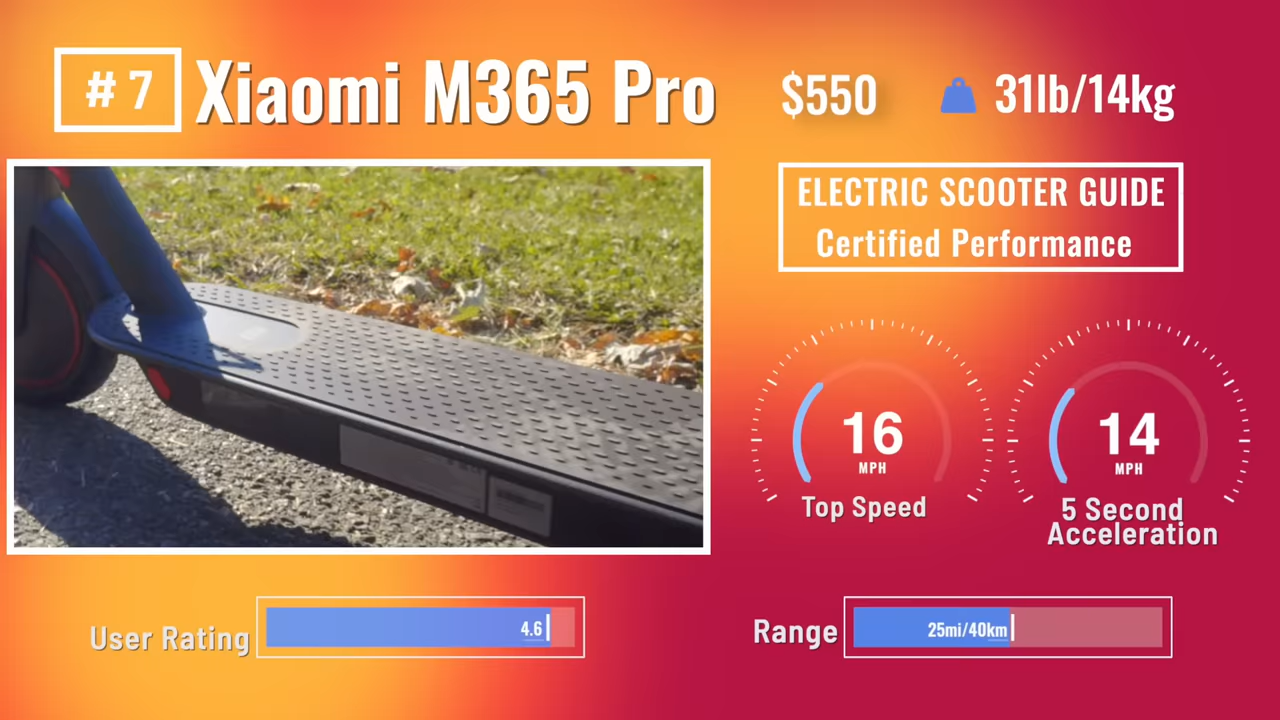 # 7
Xiaomi M365 Pro
$550
31lb/14kg
ELECTRIC SCOOTER GUIDE
Certified Performance
16
MPH
Top Speed
14
MPH
5 Second
Acceleration
User Rating
4.6
Range
25mi/40km